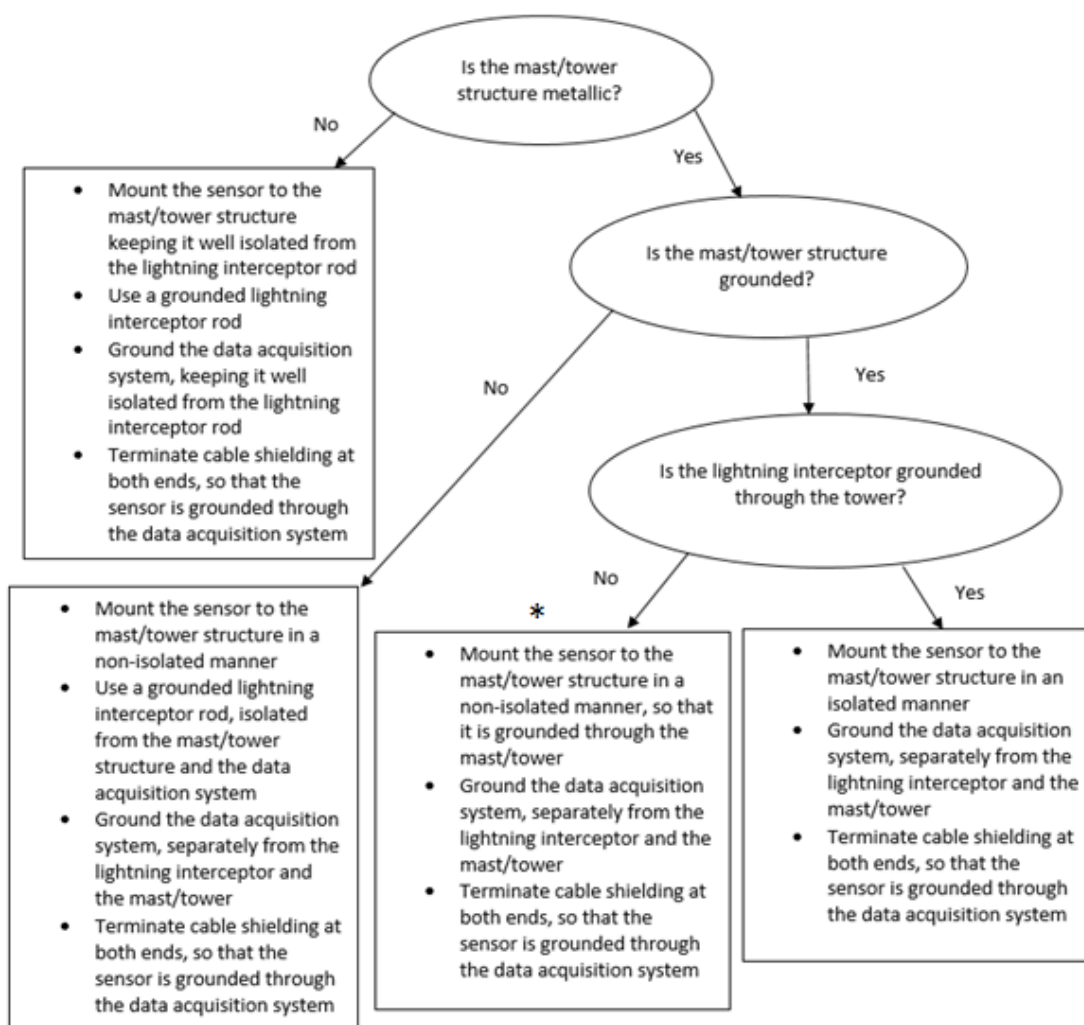 Is the mast/tower
structure metallic?
No
Yes
• Mount the sensor to the
mast/tower structure
keeping it well isolated from
the lightning interceptor rod
• Use a grounded lightning
interceptor rod
• Ground the data acquisition
system, keeping it well
isolated from the lightning
interceptor rod
• Terminate cable shielding at
both ends, so that the
sensor is grounded through
the data acquisition system
Is the mast/tower structure
grounded?
No
Yes
Is the lightning interceptor grounded
through the tower?
No
Yes
• Mount the sensor to the
mast/tower structure in a
non-isolated manner
• Use a grounded lightning
interceptor rod, isolated
from the mast/tower
structure and the data
acquisition system
• Ground the data acquisition
system, separately from the
lightning interceptor and
the mast/tower
• Terminate cable shielding at
both ends, so that the
sensor is grounded through
the data acquisition system
*
• Mount the sensor to the
mast/tower structure in a
non-isolated manner, so that
it is grounded through the
mast/tower
• Ground the data acquisition
system, separately from the
lightning interceptor and the
mast/tower
• Terminate cable shielding at
both ends, so that the
sensor is grounded through
the data acquisition system
• Mount the sensor to the
mast/tower structure in an
isolated manner
• Ground the data acquisition
system, separately from the
lightning interceptor and the
mast/tower
• Terminate cable shielding at
both ends, so that the
sensor is grounded through
the data acquisition system